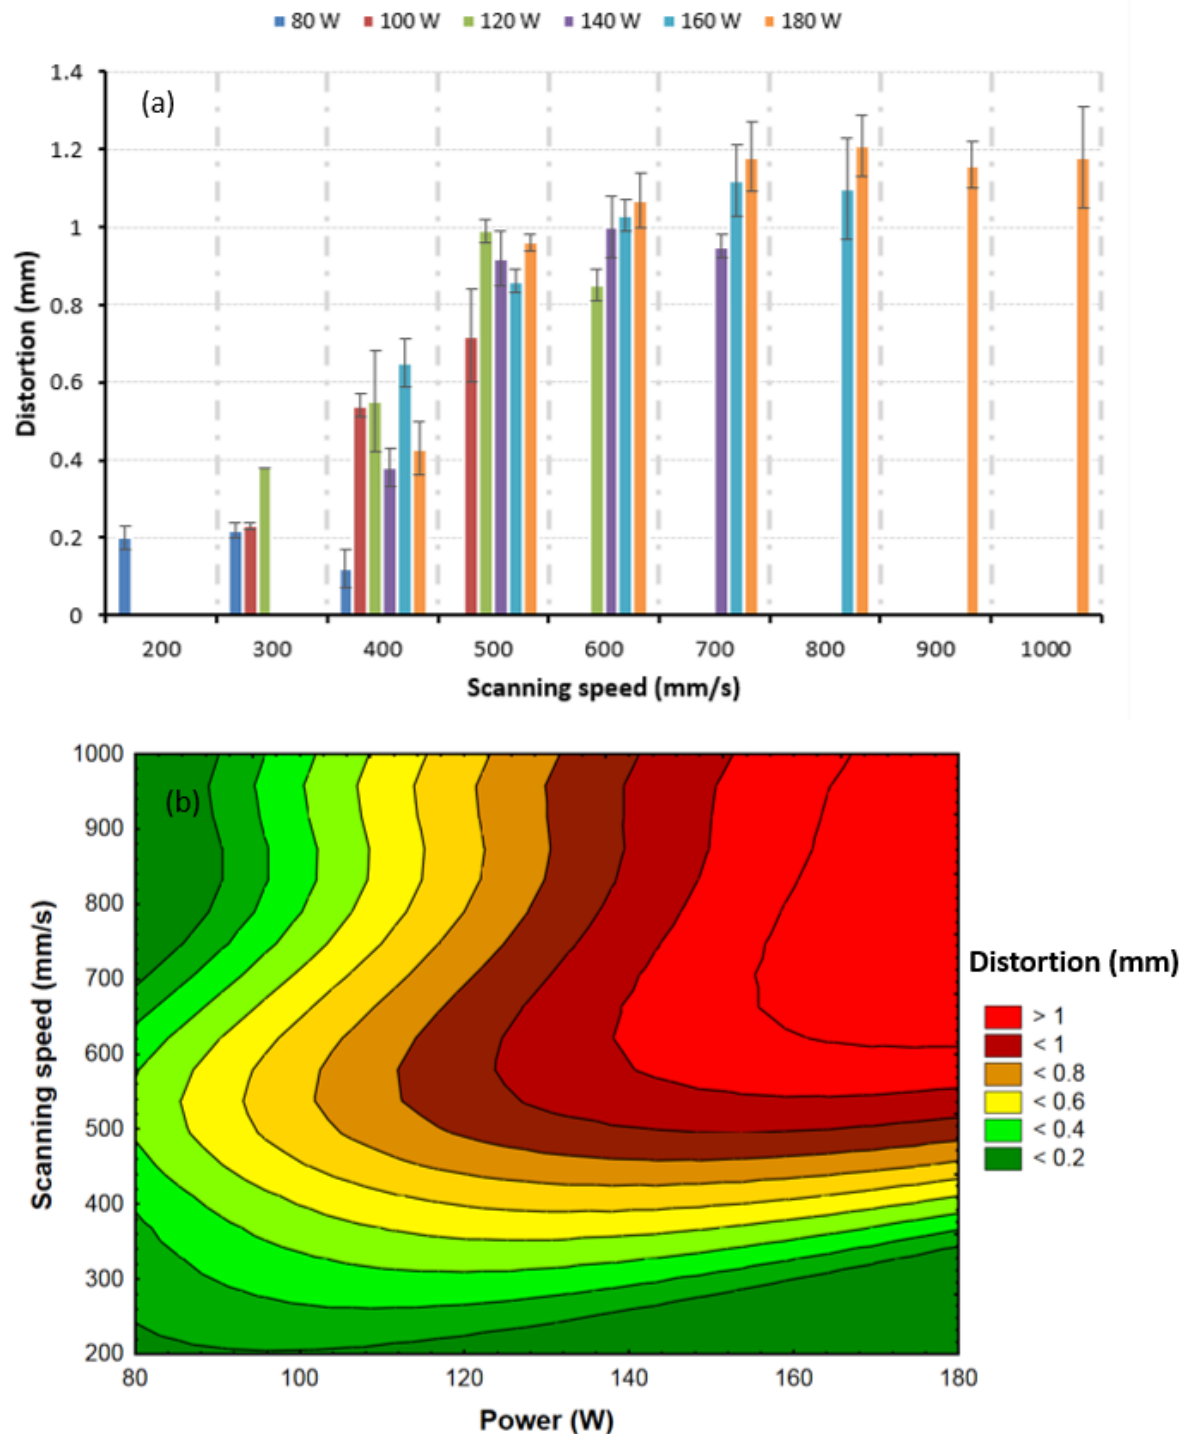 80 W 100 W 120 W 140 W 160 W 180 W
1.4
(a)
1.2
1
0.8
0.6
0.4
0.2
0
Distortion (mm)
200 300 400 500 600 700 800 900 1000
Scanning speed (mm/s)
1000
(b)
900
800
700
600
500
400
300
200
Scanning speed (mm/s)
80 100 120 140 160 180
Power (W)
Distortion (mm)
> 1
< 1
< 0.8
< 0.6
< 0.4
< 0.2